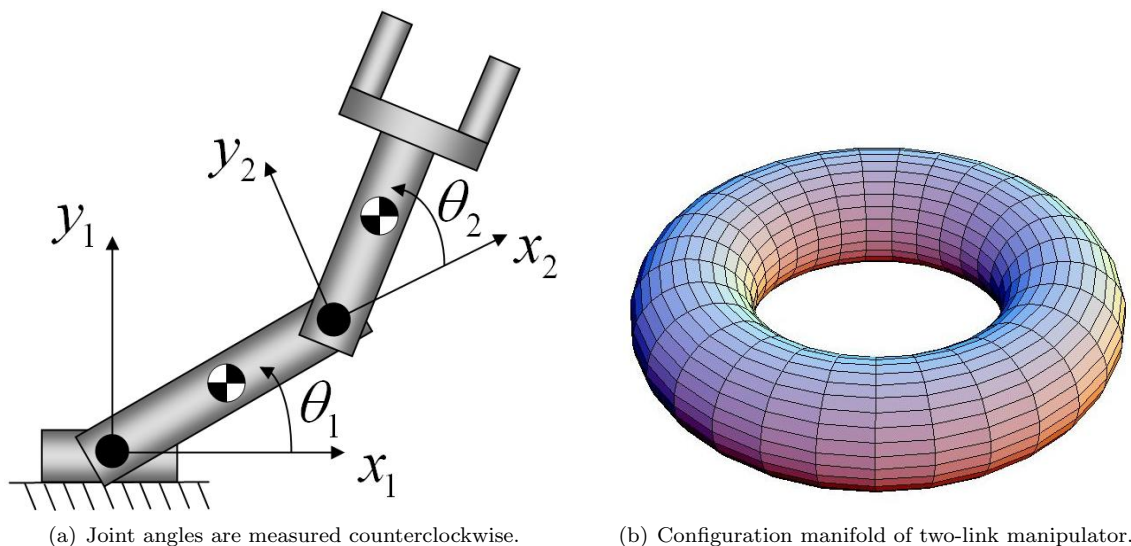 y₂
θ₂
y₁
x₂
θ₁
x₁
(a) Joint angles are measured counterclockwise.
(b) Configuration manifold of two-link manipulator.